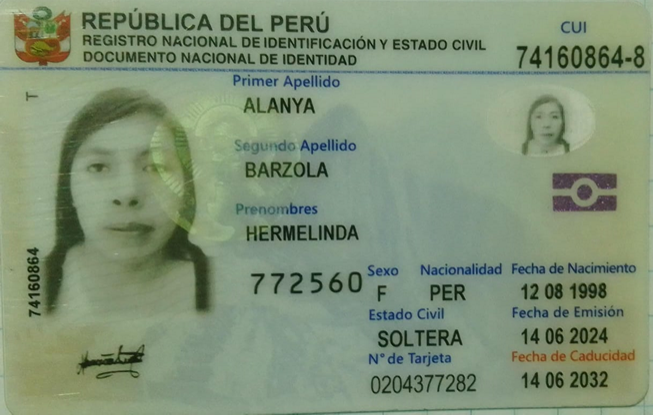 REPÚBLICA DEL PERÚ
REGISTRO NACIONAL DE IDENTIFICACIÓN Y ESTADO CIVIL
DOCUMENTO NACIONAL DE IDENTIDAD
CUI
74160864-8
T
Primer Apellido
ALANYA
Segundo Apellido
BARZOLA
Prenombres
HERMELINDA
74160864
772560
Sexo Nacionalidad Fecha de Nacimiento
F PER 12 08 1998
Estado Civil Fecha de Emisión
SOLTERA 14 06 2024
N° de Tarjeta Fecha de Caducidad
0204377282 14 06 2032